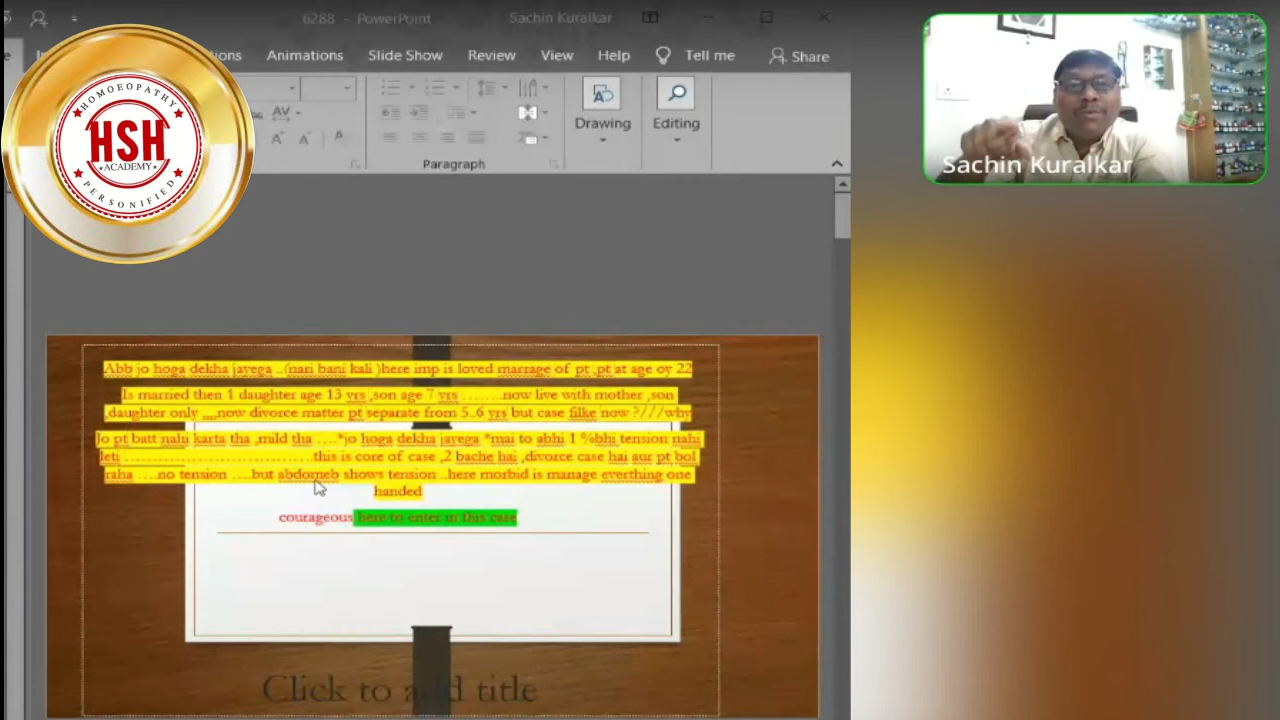 6288 - PowerPoint
Sachin Kuralkar
Animations
Slide Show
Review
View
Help
Tell me
Share
Drawing
Editing
Paragraph
HOMOEOPATHY
HSH
ACADEMY
PERSONIFIED
Sachin Kuralkar
Abb jo hoga dekha jayega ..(nari bani kali )here imp is loved marrage of pt ,pt at age oy 22
Is married then 1 daughter age 13 yrs ,son age 7 yrs ........now live with mother ,son
,daughter only ,,,,now divorce matter pt separate from 5..6 yrs but case filke now ?///why
Jo pt batt nahi karta tha ,mild tha ....*jo hoga dekha jayega *mai to abhi 1 %bhi tension nahi
leti ........................................this is core of case ,2 bache hai ,divorce case hai aur pt bol
raha ....no tension ....but abdomeb shows tension ..here morbid is manage everthing one
handed
courageous here to enter in this case
Click to add title